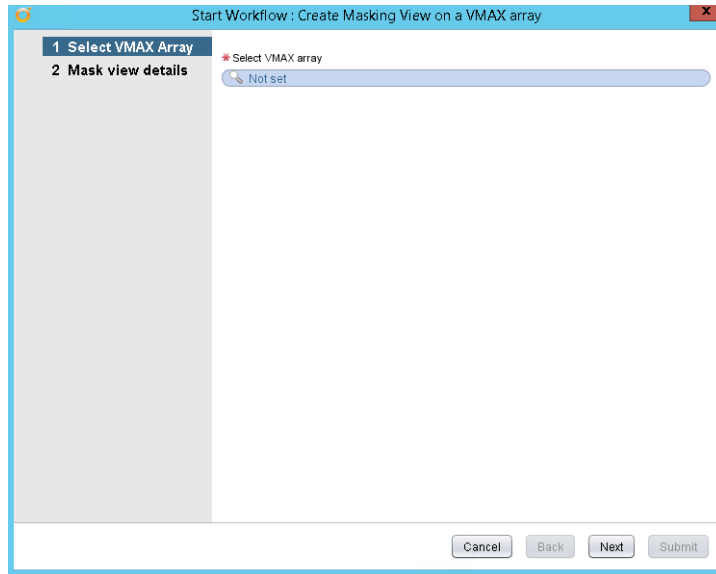 Start Workflow : Create Masking View on a VMAX array
x
1 Select VMAX Array
2 Mask view details
*Select VMAX array
Not set
Cancel
Back
Next
Submit